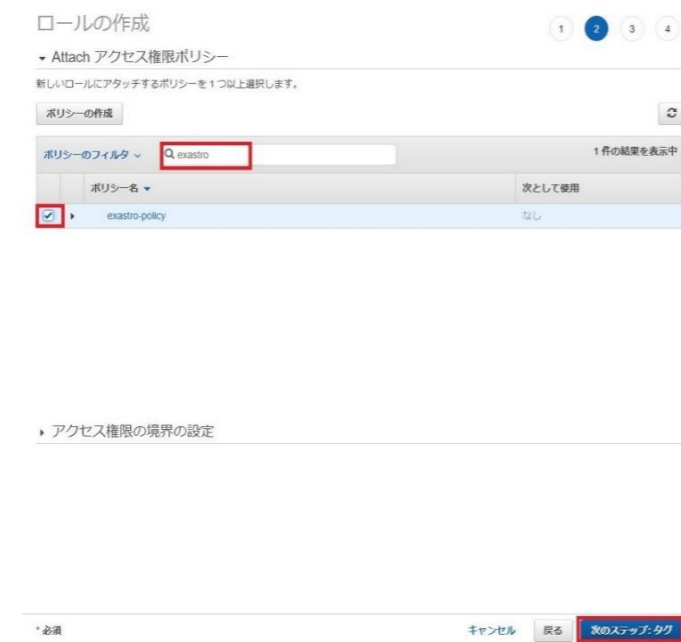 ロールの作成
1 2 3 4
Attach アクセス権限ポリシー
新しいロールにアタッチするポリシーを1つ以上選択します。
ポリシーの作成
ポリシーのフィルタ exastro 1 件の結果を表示中
ポリシー名 次として使用
exastro-policy なし
アクセス権限の境界の設定
* 必須 キャンセル 戻る 次のステップ: タグ